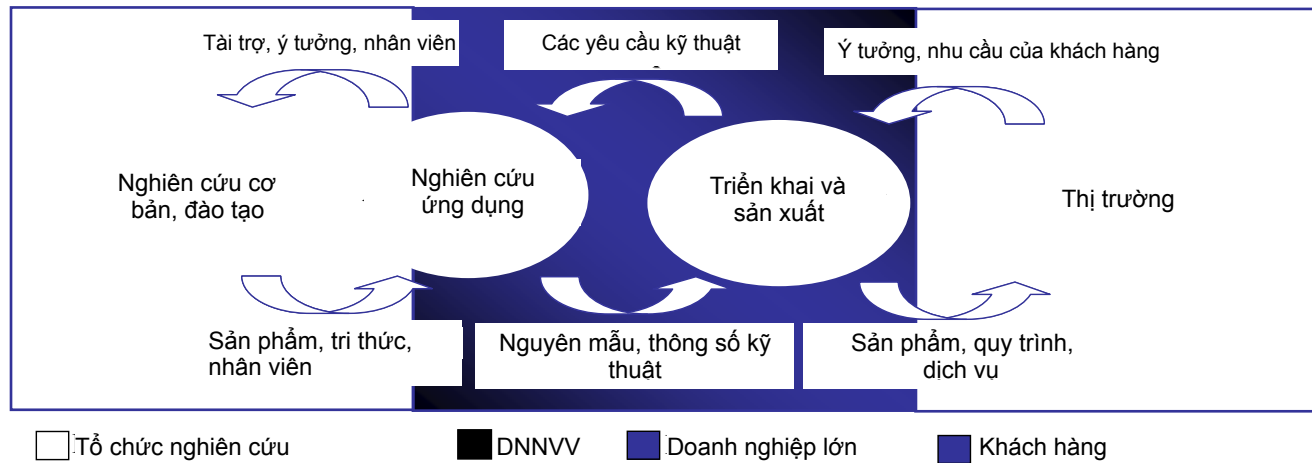 Tài trợ, ý tưởng, nhân viên
Các yêu cầu kỹ thuật
Ý tưởng, nhu cầu của khách hàng
Nghiên cứu cơ
bản, đào tạo
Nghiên cứu
ứng dụng
Triển khai và
sản xuất
Thị trường
Sản phẩm, tri thức,
nhân viên
Nguyên mẫu, thông số kỹ
thuật
Sản phẩm, quy trình,
dịch vụ
Tổ chức nghiên cứu
DNNVV
Doanh nghiệp lớn
Khách hàng